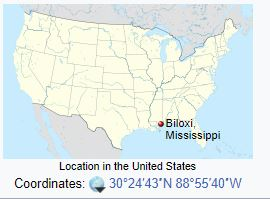 Biloxi,
Mississippi
Location in the United States
Coordinates: 30°24′43″N 88°55′40″W